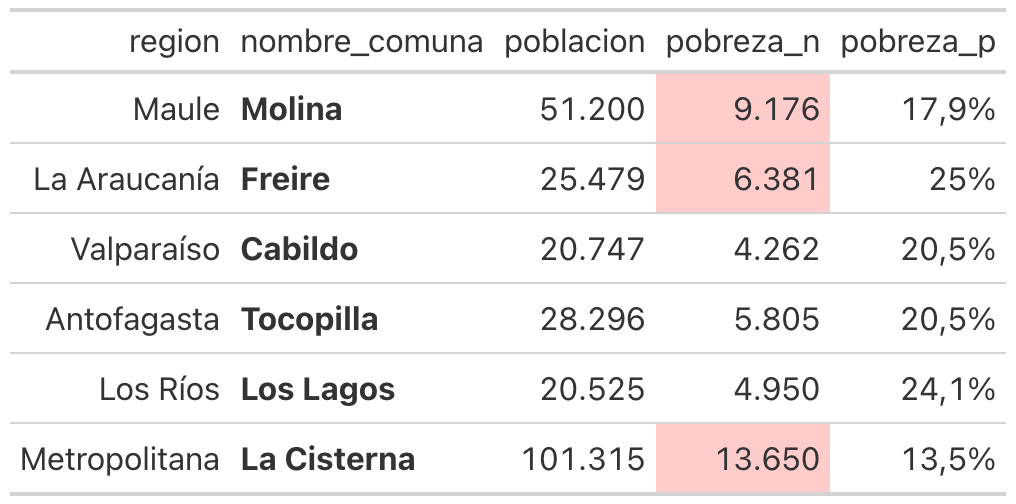 region nombre_comuna poblacion pobreza_n pobreza_p
Maule Molina 51.200 9.176 17,9%
La Araucanía Freire 25.479 6.381 25%
Valparaíso Cabildo 20.747 4.262 20,5%
Antofagasta Tocopilla 28.296 5.805 20,5%
Los Ríos Los Lagos 20.525 4.950 24,1%
Metropolitana La Cisterna 101.315 13.650 13,5%